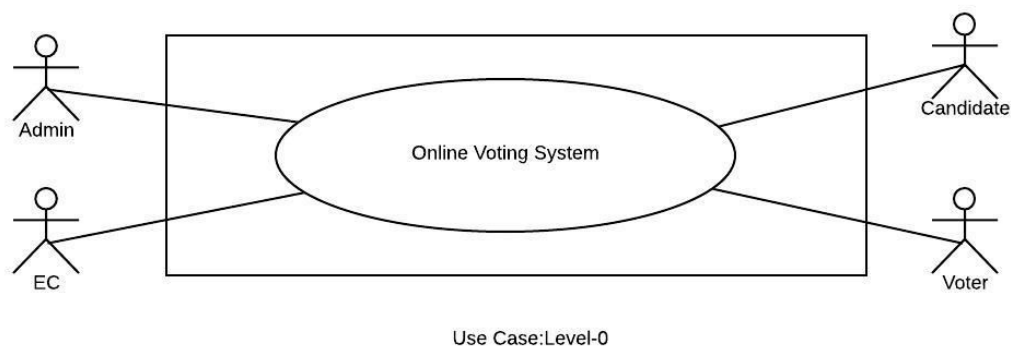 Admin
Candidate
Online Voting System
EC
Voter
Use Case:Level-0